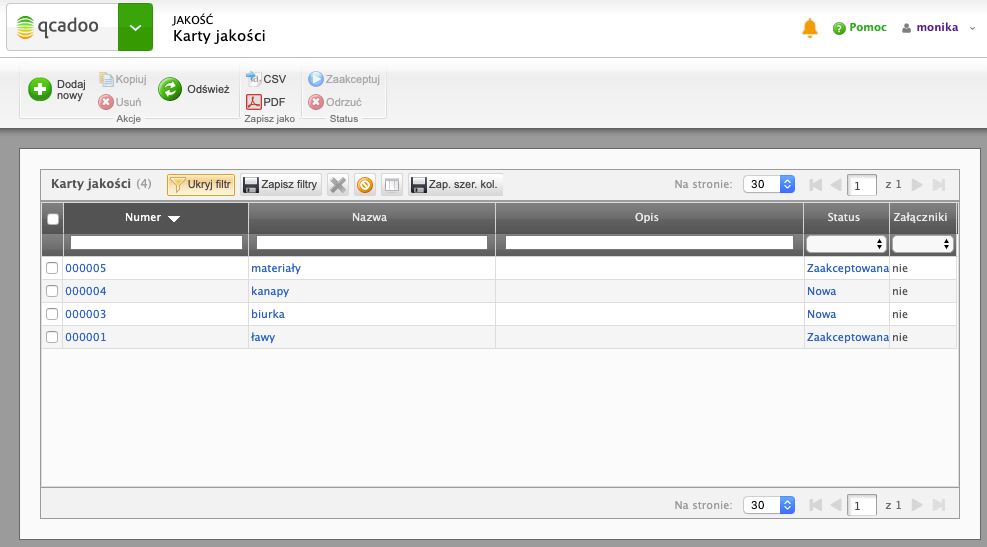 qcadoo
JAKOŚĆ
Karty jakości
Pomoc
monika
Dodaj nowy
Kopiuj
Usuń
Odśwież
Akcje
CSV
PDF
Zapisz jako
Zaakceptuj
Odrzuć
Status
Karty jakości (4) Ukryj filtr Zapisz filtry Zap. szer. kol. Na stronie: 30 1 z 1
Numer Nazwa Opis Status Załączniki
000005 materiały Zaakceptowana nie
000004 kanapy Nowa nie
000003 biurka Nowa nie
000001 ławy Zaakceptowana nie
Na stronie: 30 1 z 1